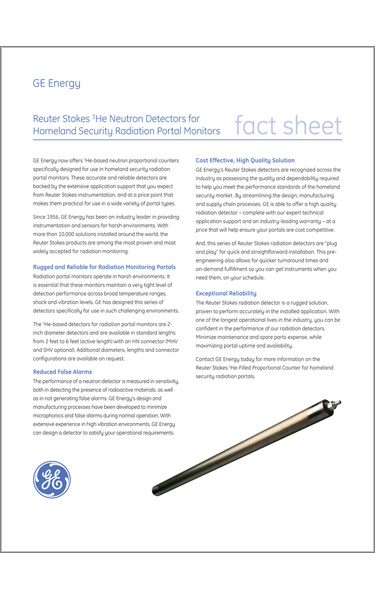 GE Energy
Reuter Stokes ³He Neutron Detectors for
Homeland Security Radiation Portal Monitors
fact sheet
GE Energy now offers ³He-based neutron proportional counters
specifically designed for use in homeland security radiation
portal monitors. These accurate and reliable detectors are
backed by the extensive application support that you expect
from Reuter Stokes instrumentation, and at a price point that
makes them practical for use in a wide variety of portal types.
Since 1956, GE Energy has been an industry leader in providing
instrumentation and sensors for harsh environments. With
more than 10,000 solutions installed around the world, the
Reuter Stokes products are among the most proven and most
widely accepted for radiation monitoring.
Rugged and Reliable for Radiation Monitoring Portals
Radiation portal monitors operate in harsh environments. It
is essential that these monitors maintain a very tight level of
detection performance across broad temperature ranges,
shock and vibration levels. GE has designed this series of
detectors specifically for use in such challenging environments.
The ³He-based detectors for radiation portal monitors are 2-
inch diameter detectors and are available in standard lengths
from 2 feet to 6 feet (active length) with an HN connector (MHV
and SHV optional). Additional diameters, lengths and connector
configurations are available on request.
Reduced False Alarms
The performance of a neutron detector is measured in sensitivity
both in detecting the presence of radioactive materials, as well
as in not generating false alarms. GE Energy's design and
manufacturing processes have been developed to minimize
microphonics and false alarms during normal operation. With
extensive experience in high vibration environments, GE Energy
can design a detector to satisfy your operational requirements.
Cost Effective, High Quality Solution
GE Energy's Reuter Stokes detectors are recognized across the
industry as possessing the quality and dependability required
to help you meet the performance standards of the homeland
security market. By streamlining the design, manufacturing
and supply chain processes, GE is able to offer a high quality
radiation detector – complete with our expert technical
application support and an industry-leading warranty – at a
price that will help ensure your portals are cost competitive.
And, this series of Reuter Stokes radiation detectors are "plug
and play" for quick and straightforward installation. This pre-
engineering also allows for quicker turnaround times and
on-demand fulfillment so you can get instruments when you
need them, on your schedule.
Exceptional Reliability
The Reuter Stokes radiation detector is a rugged solution,
proven to perform accurately in the installed application. With
one of the longest operational lives in the industry, you can be
confident in the performance of our radiation detectors.
Minimize maintenance and spare parts expense, while
maximizing portal uptime and availability.
Contact GE Energy today for more information on the
Reuter Stokes ³He-Filled Proportional Counter for homeland
security radiation portals.
GE